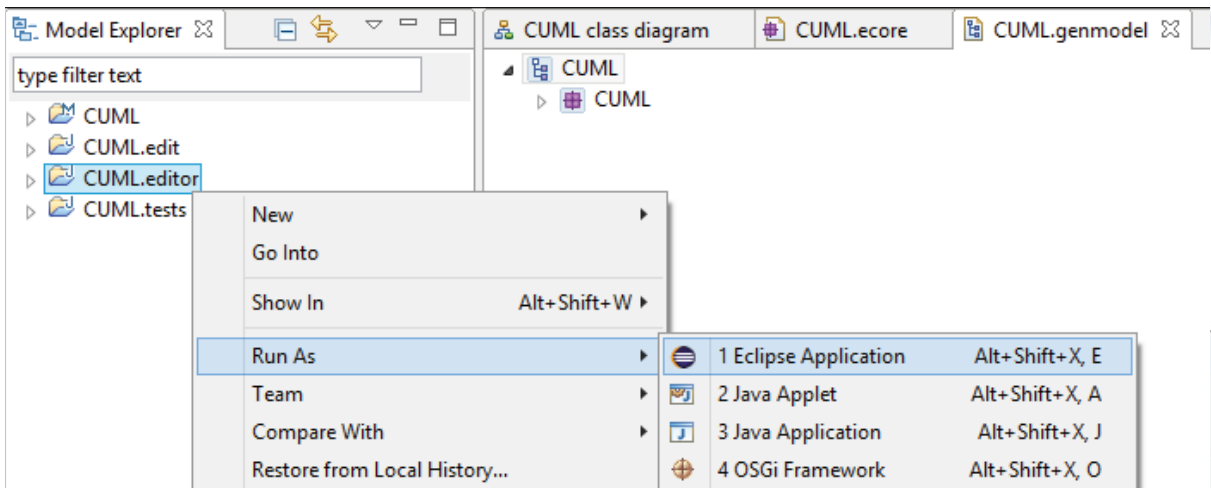 Model Explorer
CUML class diagram
CUML.ecore
CUML.genmodel
type filter text
CUML
CUML.edit
CUML.editor
CUML.tests
CUML
CUML
New
Go Into
Show In Alt+Shift+W
Run As
Team
Compare With
Restore from Local History...
1 Eclipse Application Alt+Shift+X, E
2 Java Applet Alt+Shift+X, A
3 Java Application Alt+Shift+X, J
4 OSGi Framework Alt+Shift+X, O